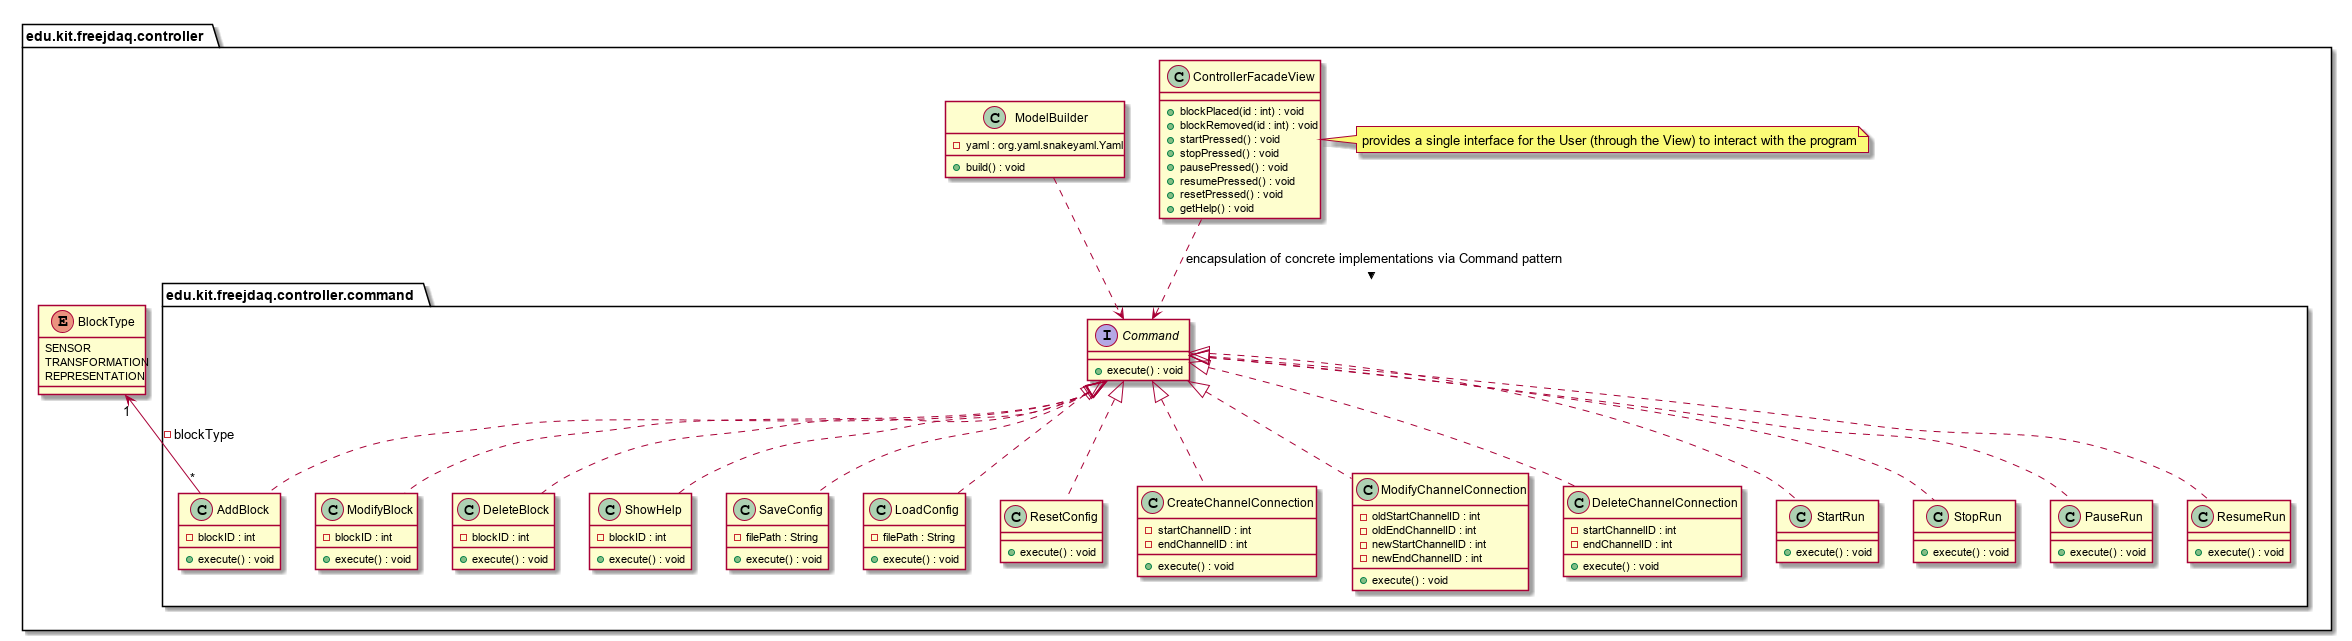 edu.kit.freejdaq.controller
C ControllerFacadeView
blockPlaced(id : int) : void
blockRemoved(id : int) : void
startPressed() : void
stopPressed() : void
pausePressed() : void
resumePressed() : void
resetPressed() : void
getHelp() : void
provides a single interface for the User (through the View) to interact with the program
C ModelBuilder
yaml : org.yaml.snakeyaml.Yaml
build() : void
encapsulation of concrete implementations via Command pattern
edu.kit.freejdaq.controller.command
E BlockType
SENSOR
TRANSFORMATION
REPRESENTATION
1
blockType
*
I Command
execute() : void
C AddBlock
blockID : int
execute() : void
C ModifyBlock
blockID : int
execute() : void
C DeleteBlock
blockID : int
execute() : void
C ShowHelp
blockID : int
execute() : void
C SaveConfig
filePath : String
execute() : void
C LoadConfig
filePath : String
execute() : void
C ResetConfig
execute() : void
C CreateChannelConnection
startChannelID : int
endChannelID : int
execute() : void
C ModifyChannelConnection
oldStartChannelID : int
oldEndChannelID : int
newStartChannelID : int
newEndChannelID : int
execute() : void
C DeleteChannelConnection
startChannelID : int
endChannelID : int
execute() : void
C StartRun
execute() : void
C StopRun
execute() : void
C PauseRun
execute() : void
C ResumeRun
execute() : void